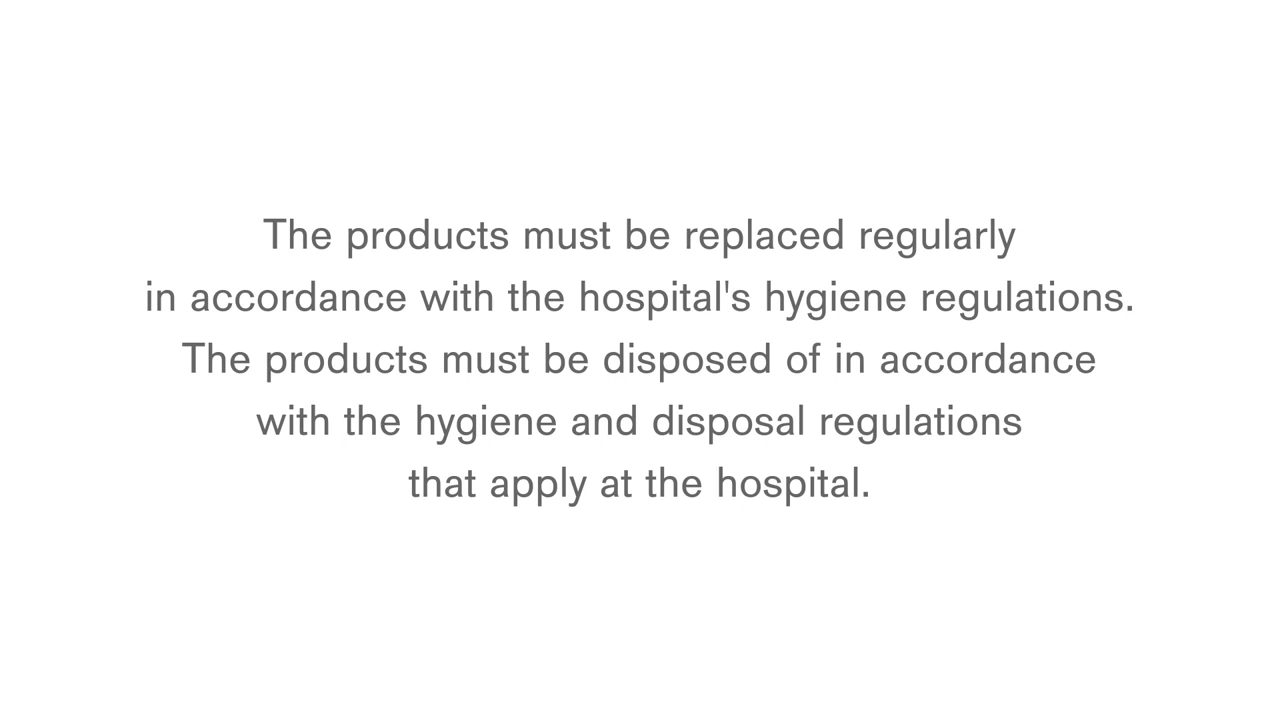 The products must be replaced regularly
in accordance with the hospital's hygiene regulations.
The products must be disposed of in accordance
with the hygiene and disposal regulations
that apply at the hospital.